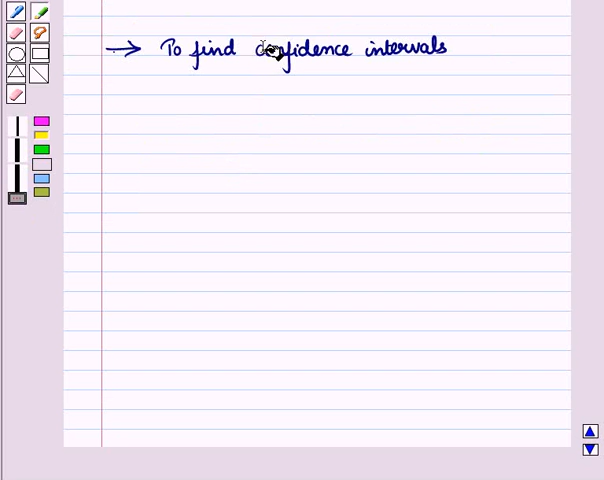 → To find confidence intervals